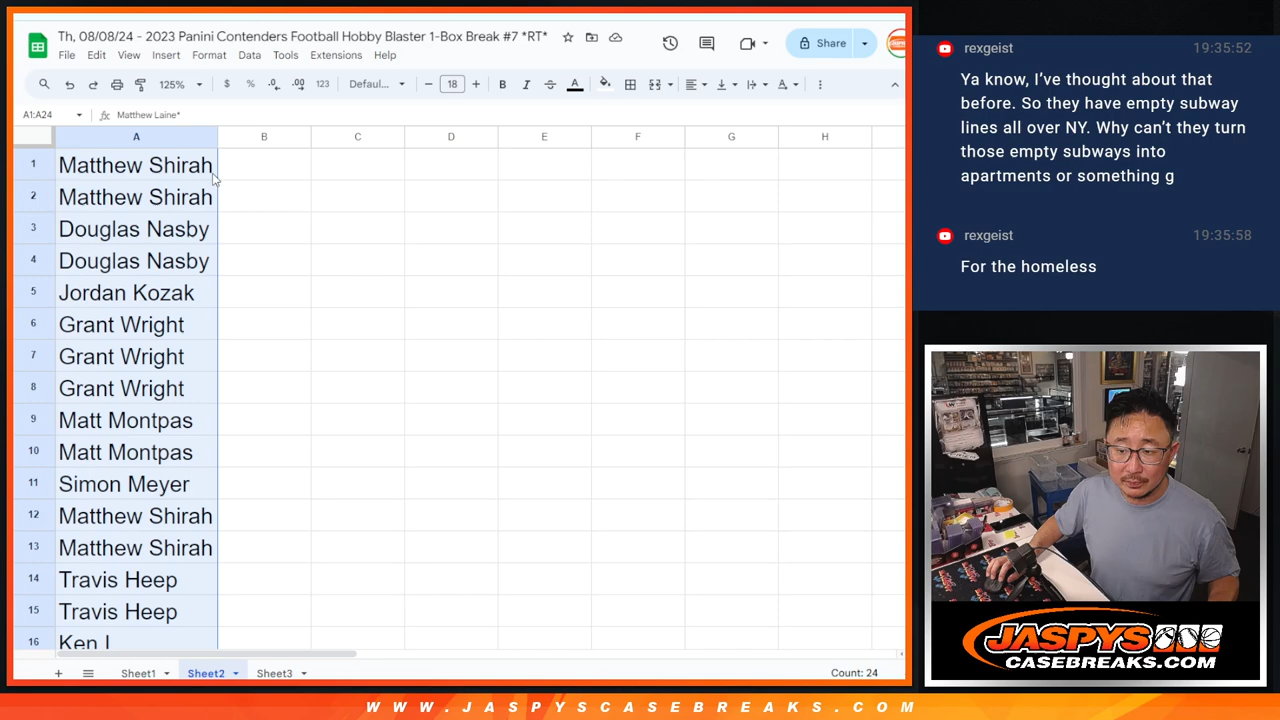 Th, 08/08/24 - 2023 Panini Contenders Football Hobby Blaster 1-Box Break #7 *RT*
File Edit View Insert Format Data Tools Extensions Help
Share
125% $ % .0 .00 123 Defaul... 18 B I S A
A1:A24 fx Matthew Laine*
A B C D E F G H
1 Matthew Shirah
2 Matthew Shirah
3 Douglas Nasby
4 Douglas Nasby
5 Jordan Kozak
6 Grant Wright
7 Grant Wright
8 Grant Wright
9 Matt Montpas
10 Matt Montpas
11 Simon Meyer
12 Matthew Shirah
13 Matthew Shirah
14 Travis Heep
15 Travis Heep
16 Ken
Sheet1 Sheet2 Sheet3 Count: 24
rexgeist 19:35:52
Ya know, I've thought about that
before. So they have empty subway
lines all over NY. Why can't they turn
those empty subways into
apartments or something g
rexgeist 19:35:58
For the homeless
JASPYS
CASEBREAKS.COM
WWW.JASPYSCASEBREAKS.COM